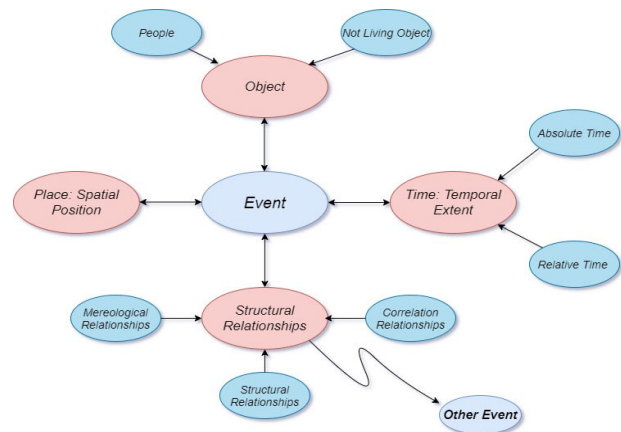 People
Not Living Object
Object
Absolute Time
Place: Spatial
Position
Event
Time: Temporal
Extent
Relative Time
Mereological
Relationships
Structural
Relationships
Correlation
Relationships
Structural
Relationships
Other Event